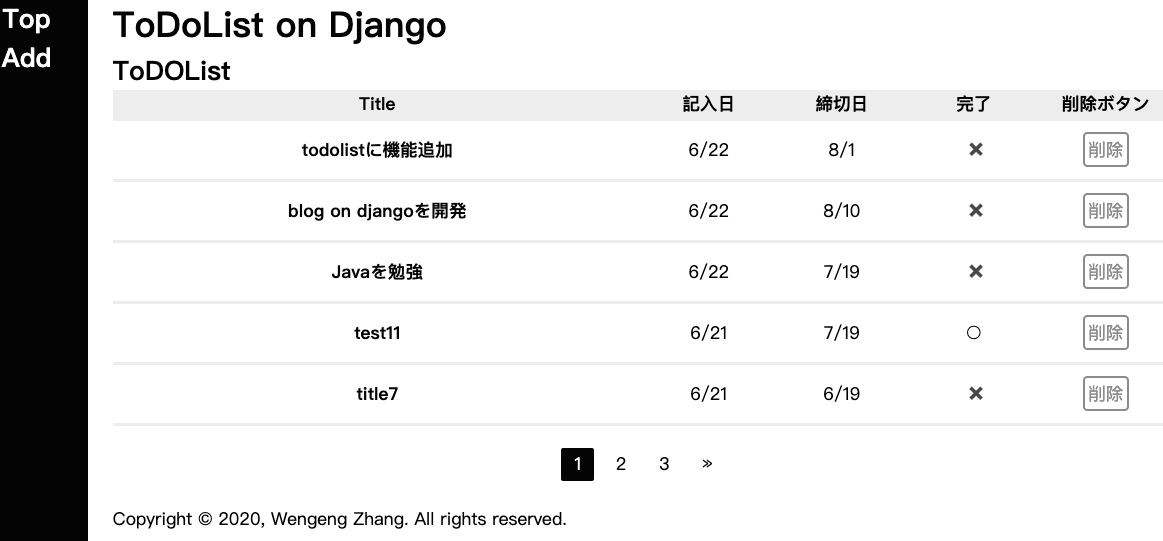 Top
Add
ToDoList on Django
ToDOList
Title 記入日 締切日 完了 削除ボタン
todolistに機能追加 6/22 8/1 ✖ 削除
blog on djangoを開発 6/22 8/10 ✖ 削除
Javaを勉強 6/22 7/19 ✖ 削除
test11 6/21 7/19 ○ 削除
title7 6/21 6/19 ✖ 削除
1 2 3 »
Copyright © 2020, Wengeng Zhang. All rights reserved.